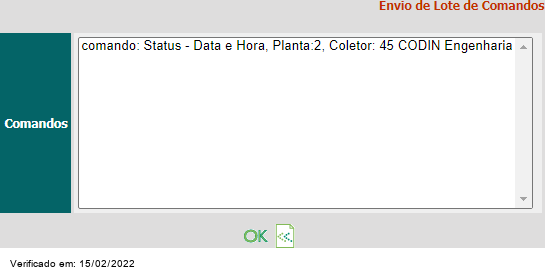 Envio de Lote de Comandos
comando: Status - Data e Hora, Planta:2, Coletor: 45 CODIN Engenharia
Comandos
OK
Verificado em: 15/02/2022